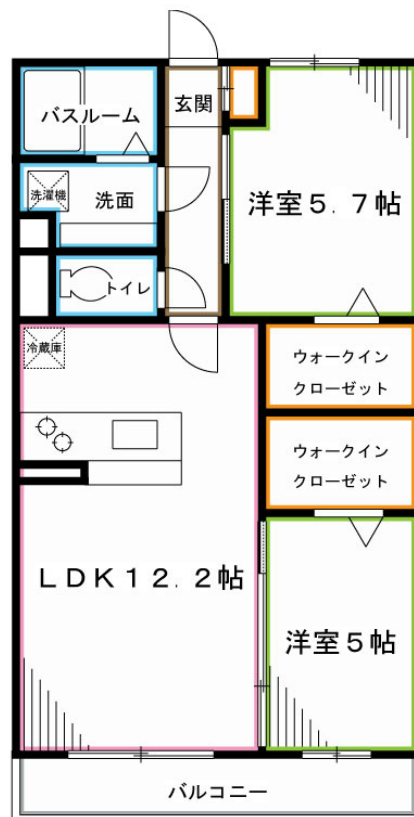 バスルーム
玄関
洗濯機
洗面
洋室5.7帖
トイレ
冷蔵庫
ウォークイン
クローゼット
ウォークイン
クローゼット
LDK12.2帖
洋室5帖
バルコニー